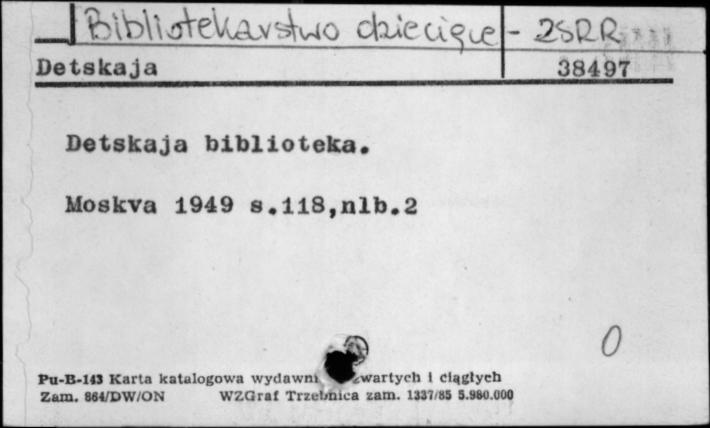 Bibliotekarstwo dziecięce - ZSRR
Detskaja 38497
Detskaja biblioteka.
Moskva 1949 s.118,nlb.2
0
Pu-B-143 Karta katalogowa wydawni zwartych i ciągłych
Zam. 864/DW/ON WZGraf Trzebnica zam. 1337/85 5.980.000